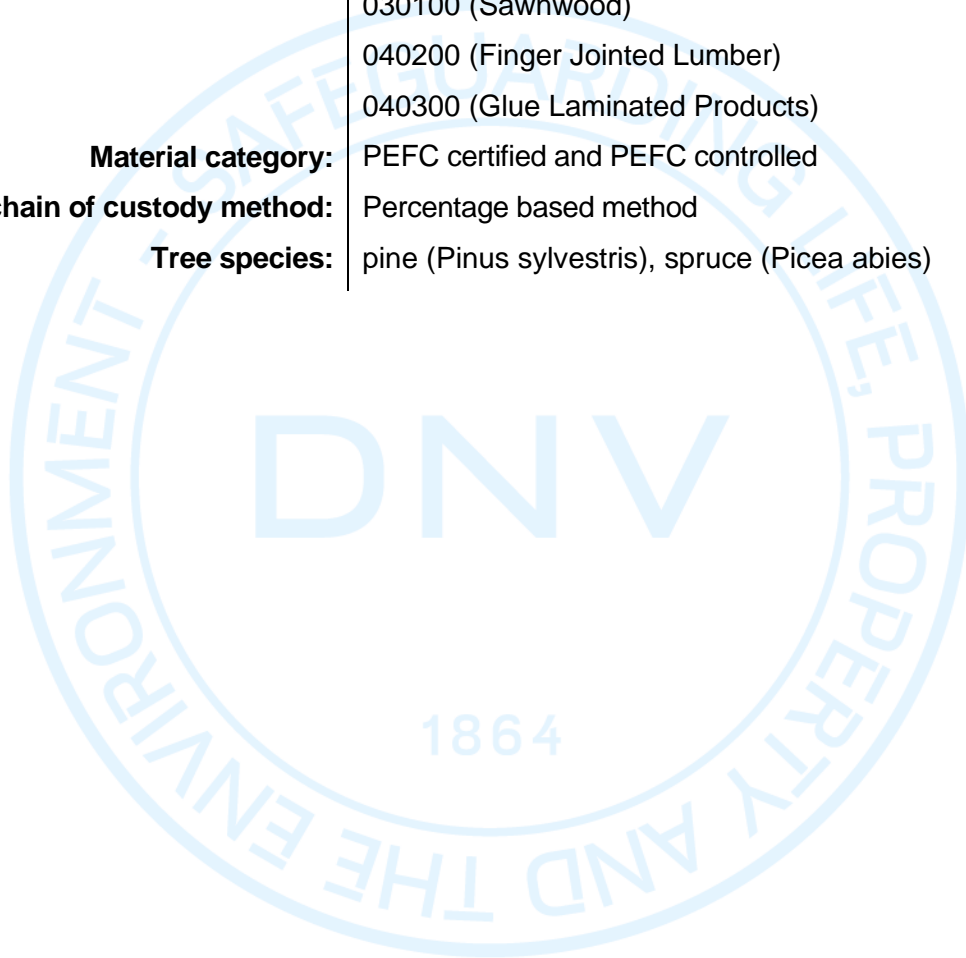 030100 (Sawnwood)
040200 (Finger Jointed Lumber)
040300 (Glue Laminated Products)
Material category: PEFC certified and PEFC controlled
chain of custody method: Percentage based method
Tree species: pine (Pinus sylvestris), spruce (Picea abies)
SAFEGUARDING LIFE, PROPERTY AND THE ENVIRONMENT
DNV
1864